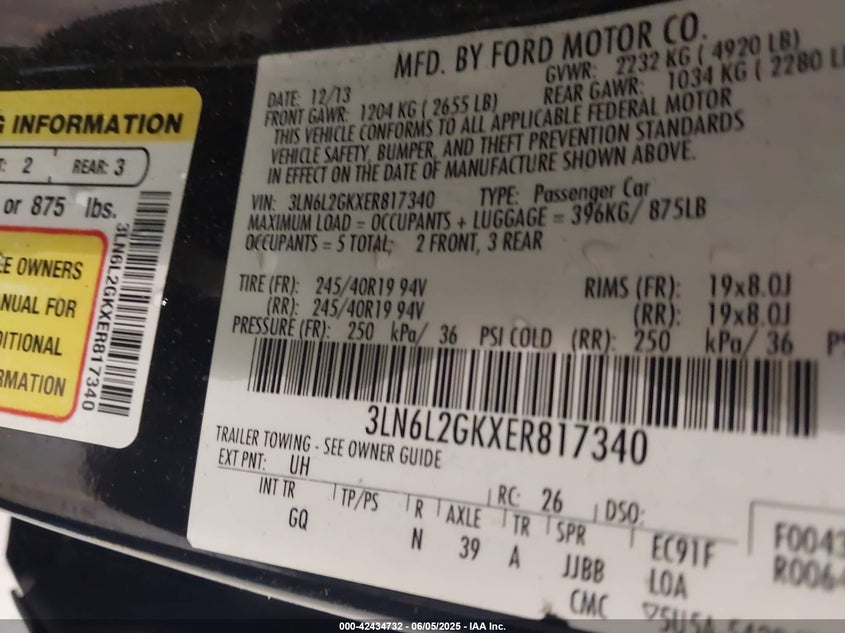 G INFORMATION
2 REAR: 3
or 875 lbs.
OWNERS
FOR
3LN6L2GKXER817340
MFD. BY FORD MOTOR CO.
DATE: 12/13 GVWR: 2232 KG ( 4920 LB)
FRONT GAWR: 1204 KG ( 2655 LB) REAR GAWR: 1034 KG ( 2280 L
THIS VEHICLE CONFORMS TO ALL APPLICABLE FEDERAL MOTOR
VEHICLE SAFETY, BUMPER, AND THEFT PREVENTION STANDARDS
IN EFFECT ON THE DATE OF MANUFACTURE SHOWN ABOVE.
VIN: 3LN6L2GKXER817340 TYPE: Passenger Car
MAXIMUM LOAD = OCCUPANTS + LUGGAGE = 396KG/ 875LB
OCCUPANTS = 5 TOTAL; 2 FRONT, 3 REAR
TIRE (FR): 245/40R19 94V RIMS (FR): 19x8.0J
(RR): 245/40R19 94V (RR): 19x8.0J
PRESSURE (FR): 250 kPa/ 36 PSI COLD (RR): 250 kPa/ 36 PS
3LN6L2GKXER817340
TRAILER TOWING - SEE OWNER GUIDE
EXT PNT: UH RC: 26 DSO:
INT TR TP/PS R AXLE TR SPR EC91F
GQ N 39 A JJBB LOA
CMC
F0043
R0064
000-42434732 - 06/05/2025 - IAA Inc.